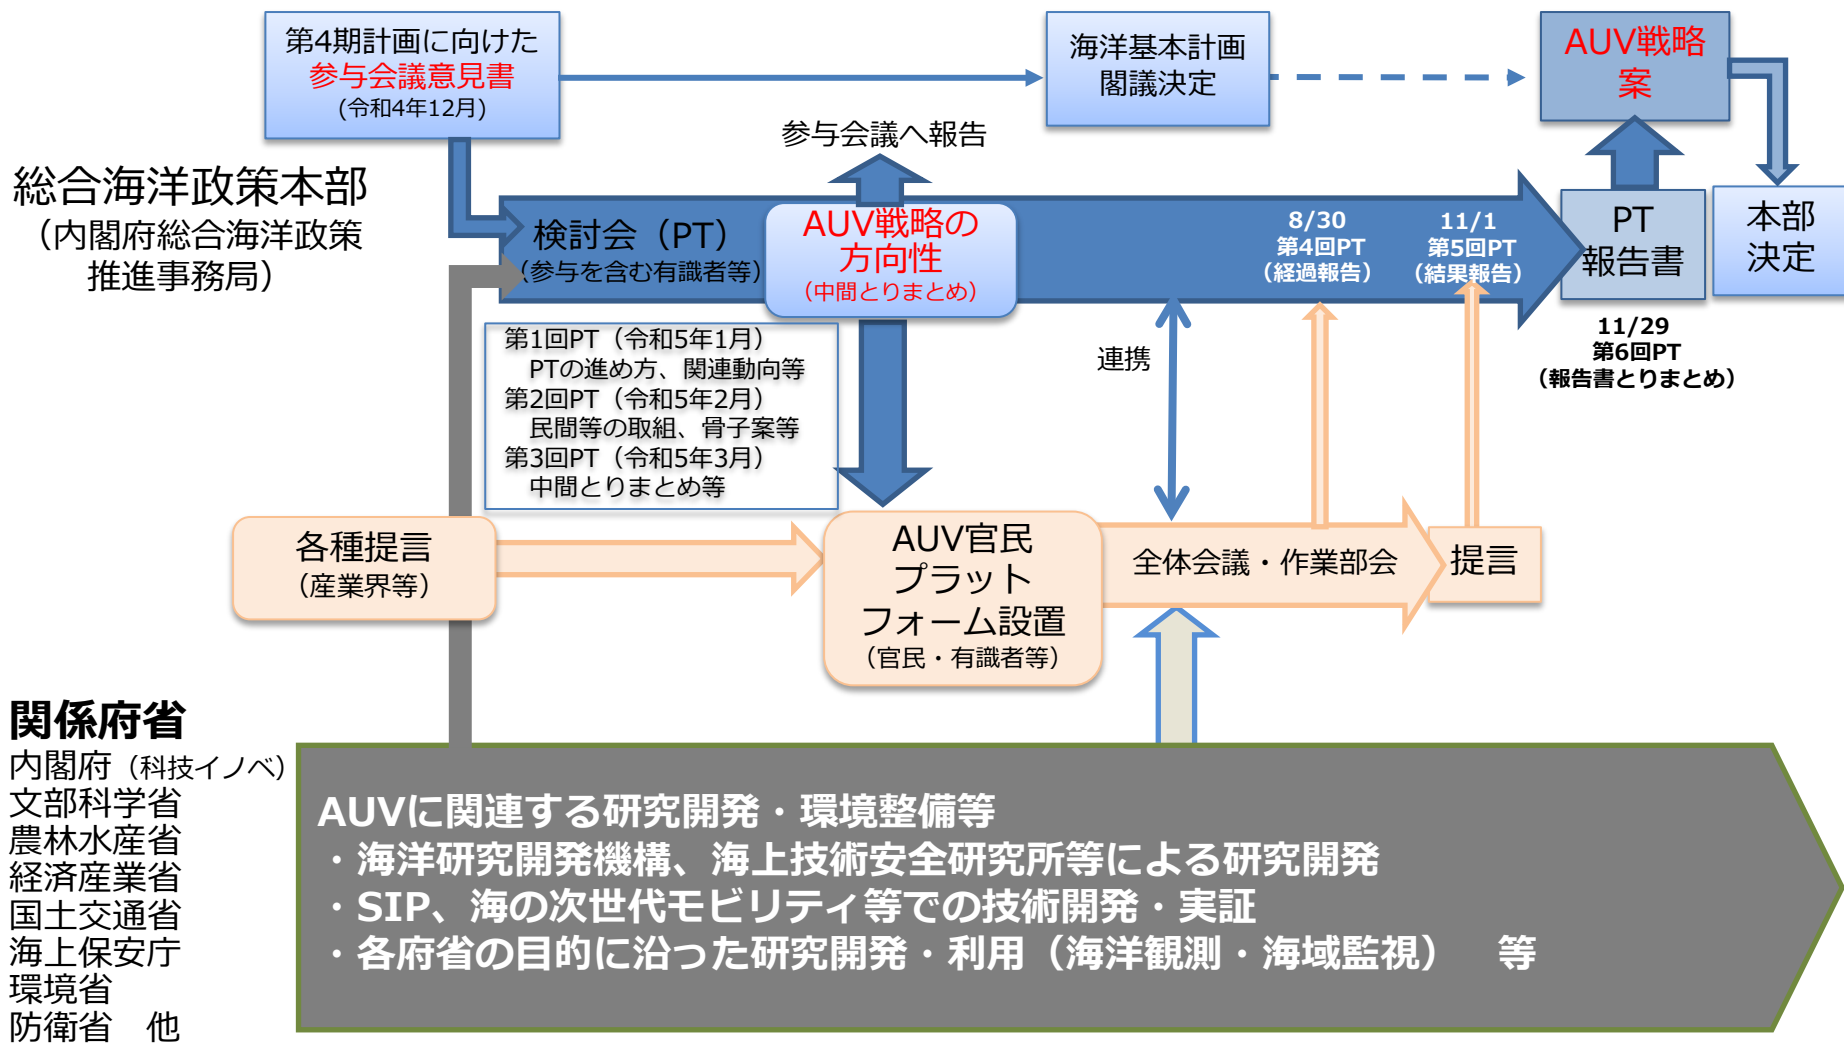 第4期計画に向けた
参与会議意見書
(令和4年12月)
海洋基本計画
閣議決定
AUV戦略
案
参与会議へ報告
総合海洋政策本部
（内閣府総合海洋政策
推進事務局）
検討会（PT）
（参与を含む有識者等）
AUV戦略の
方向性
（中間とりまとめ）
8/30
第4回PT
（経過報告）
11/1
第5回PT
（結果報告）
PT
報告書
本部
決定
11/29
第6回PT
（報告書とりまとめ）
第1回PT（令和5年1月）
PTの進め方、関連動向等
第2回PT（令和5年2月）
民間等の取組、骨子案等
第3回PT（令和5年3月）
中間とりまとめ等
連携
各種提言
（産業界等）
AUV官民
プラット
フォーム設置
（官民・有識者等）
全体会議・作業部会
提言
関係府省
内閣府（科技イノベ）
文部科学省
農林水産省
経済産業省
国土交通省
海上保安庁
環境省
防衛省　他
AUVに関連する研究開発・環境整備等
・海洋研究開発機構、海上技術安全研究所等による研究開発
・SIP、海の次世代モビリティ等での技術開発・実証
・各府省の目的に沿った研究開発・利用（海洋観測・海域監視）　等